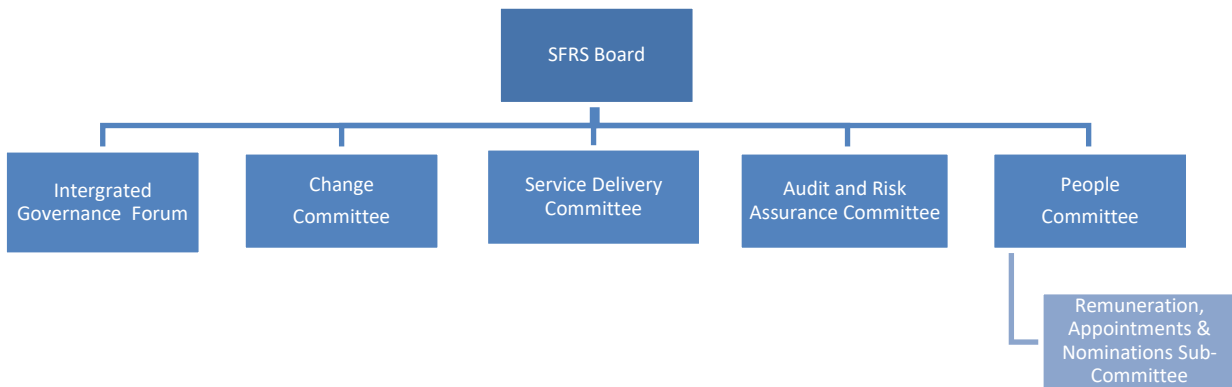 SFRS Board
Intergrated
Governance Forum
Change
Committee
Service Delivery
Committee
Audit and Risk
Assurance Committee
People
Committee
Remuneration,
Appointments &
Nominations Sub-
Committee